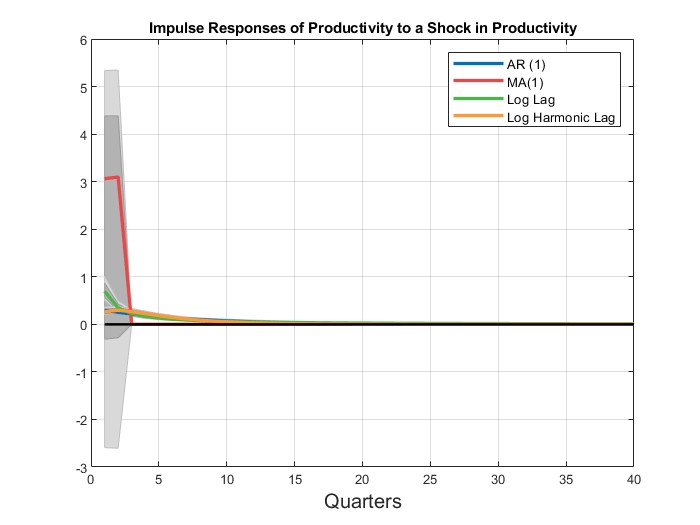 Impulse Responses of Productivity to a Shock in Productivity
6
5
4
3
2
1
0
-1
-2
-3
AR (1)
MA(1)
Log Lag
Log Harmonic Lag
0 5 10 15 20 25 30 35 40
Quarters